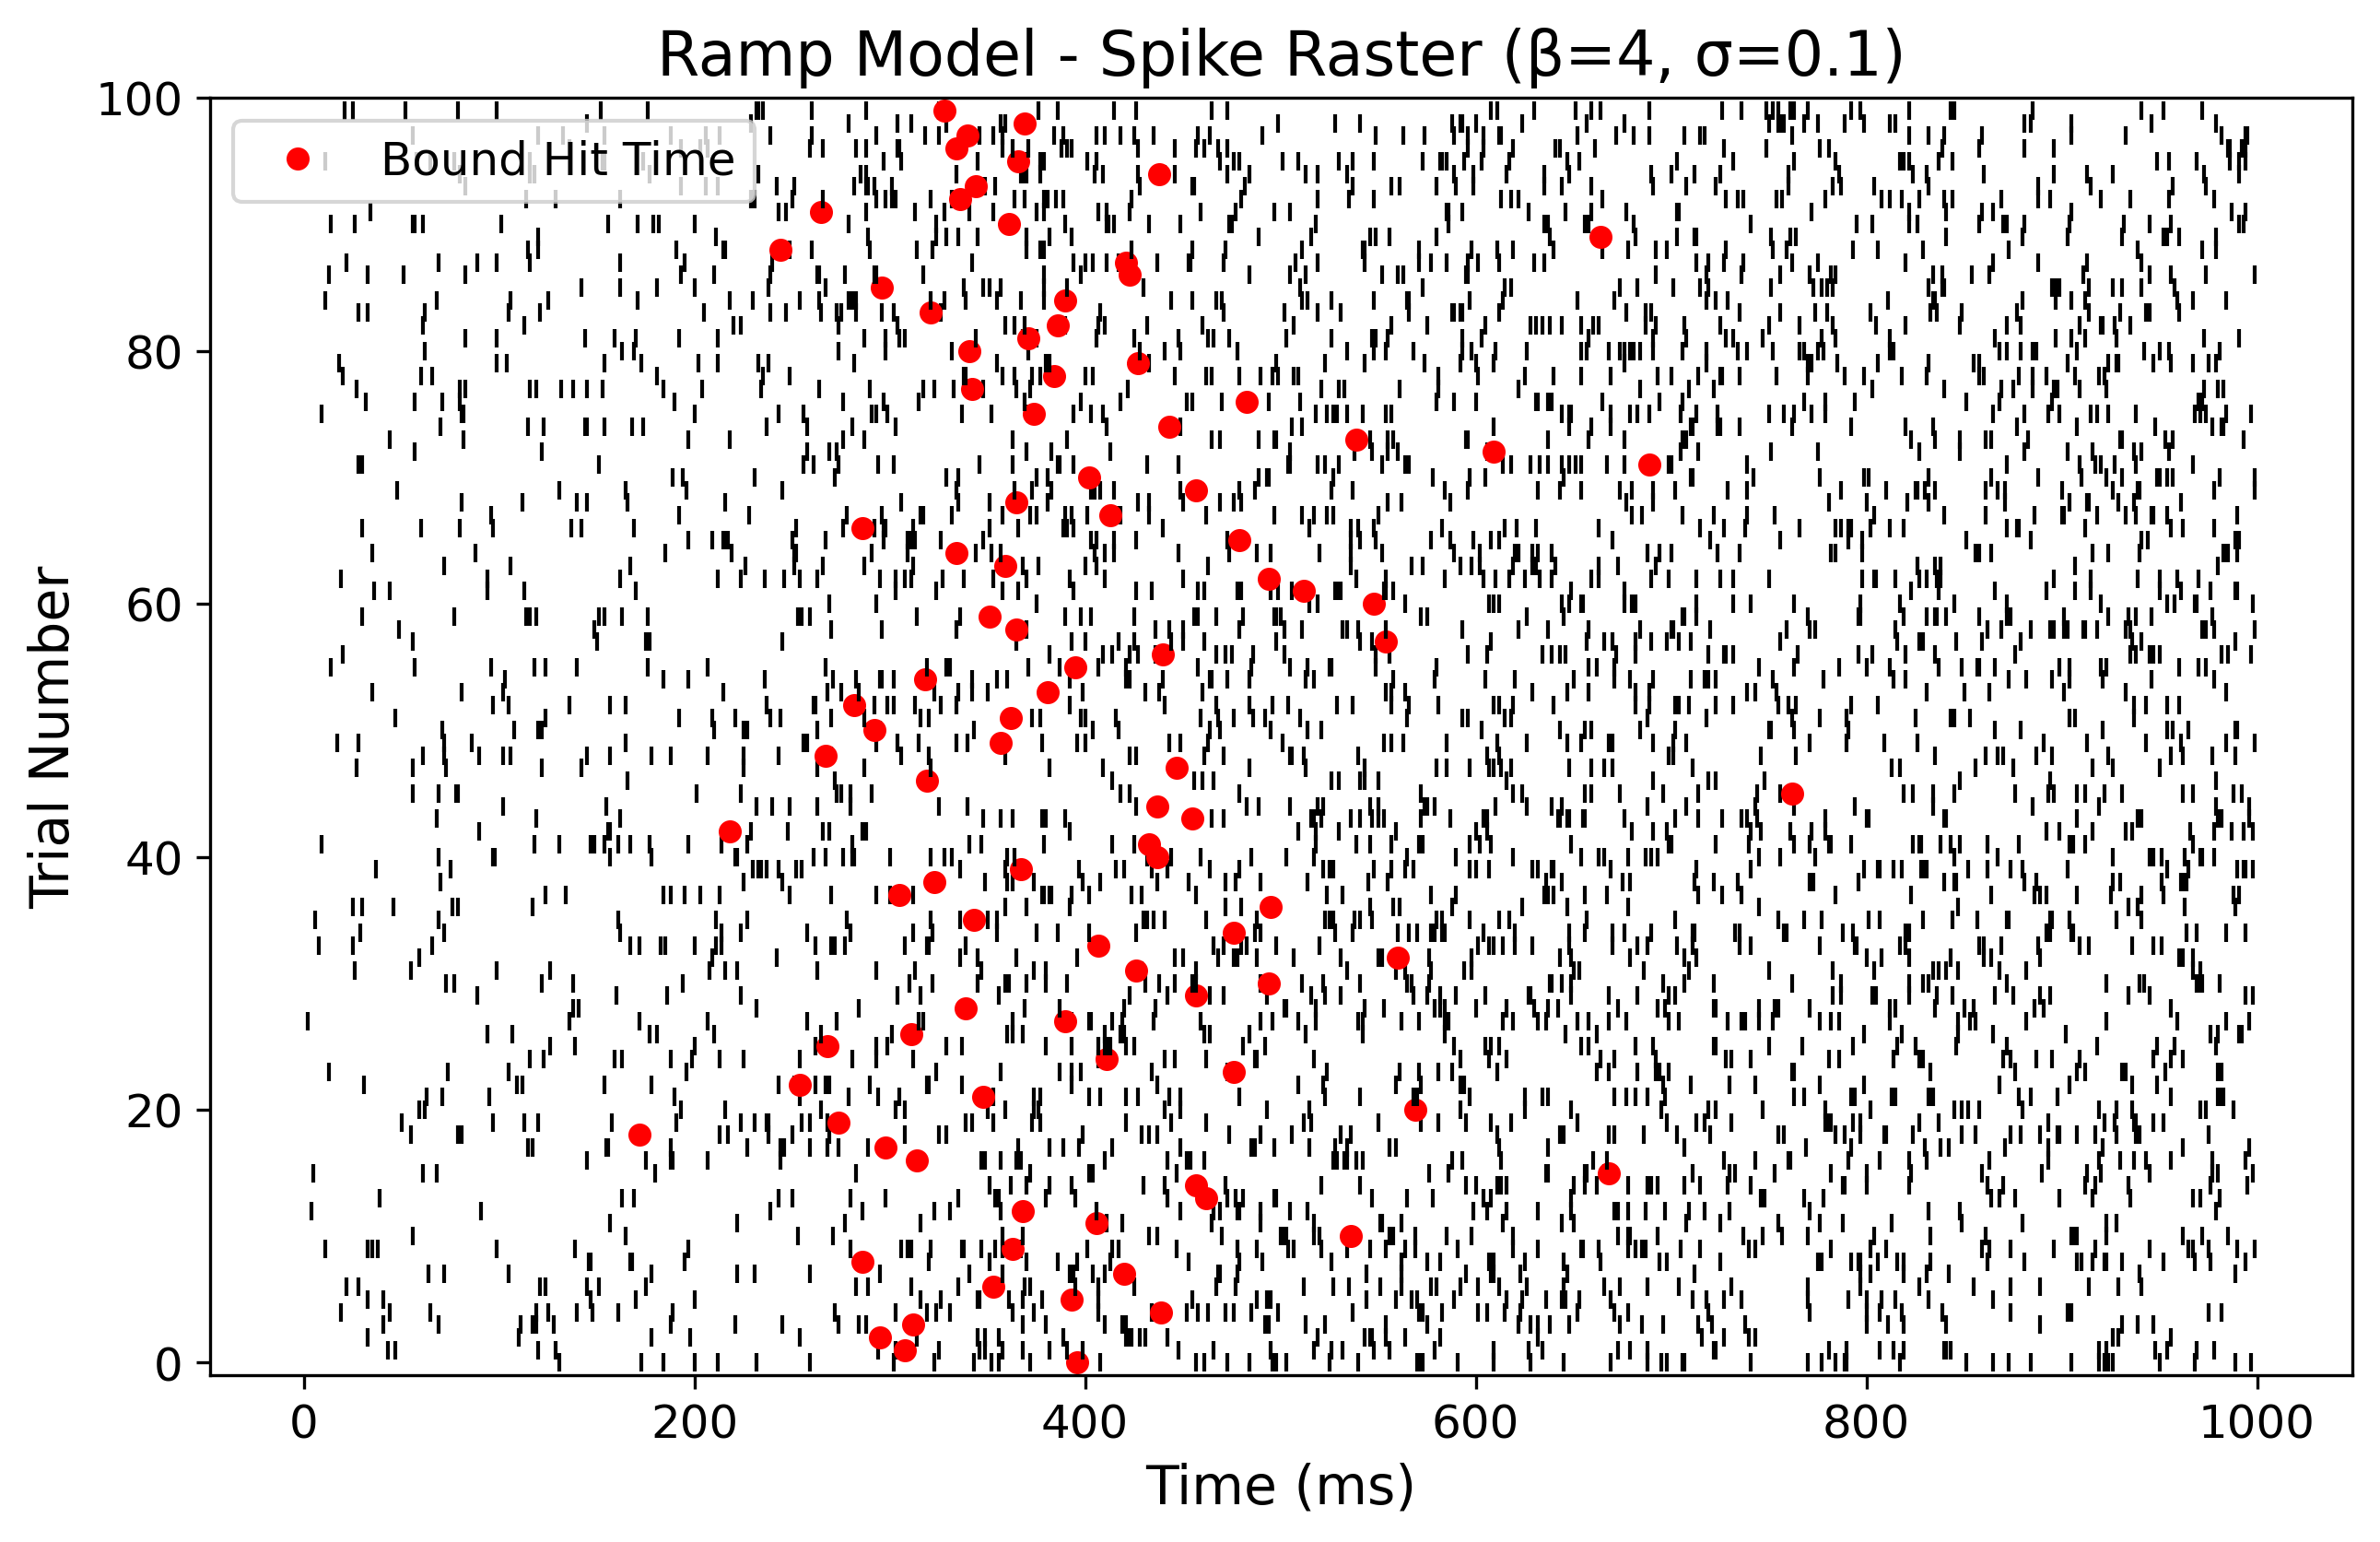 Ramp Model - Spike Raster (β=4, σ=0.1)
Bound Hit Time
Trial Number
100
80
60
40
20
0
0 200 400 600 800 1000
Time (ms)